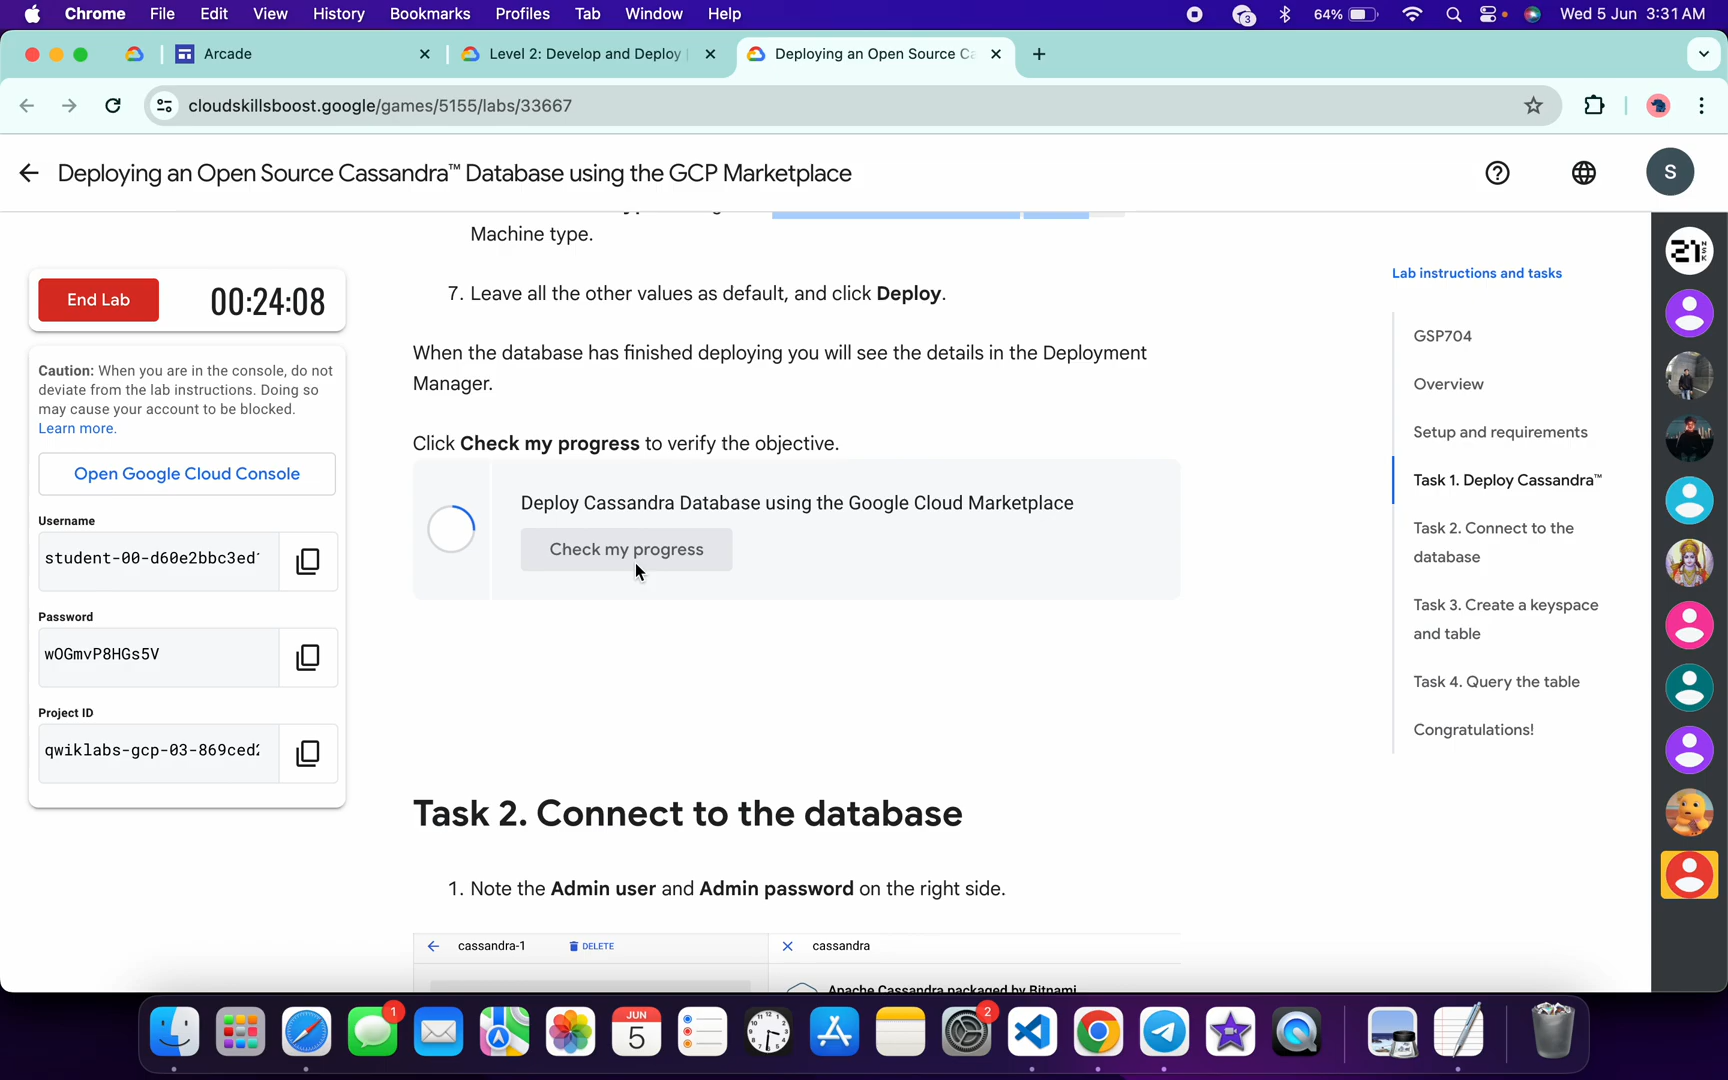 Chrome File Edit View History Bookmarks Profiles Tab Window Help
3 64% Wed 5 Jun 3:31 AM
Arcade
Level 2: Develop and Deploy
Deploying an Open Source Ca
cloudskillsboost.google/games/5155/labs/33667
Deploying an Open Source Cassandra™ Database using the GCP Marketplace
S
End Lab
00:24:08
Caution: When you are in the console, do not
deviate from the lab instructions. Doing so
may cause your account to be blocked.
Learn more.
Open Google Cloud Console
Username
student-00-d60e2bbc3ed
Password
wOGmvP8HGs5V
Project ID
qwiklabs-gcp-03-869ced
Machine type.
7. Leave all the other values as default, and click Deploy.
When the database has finished deploying you will see the details in the Deployment
Manager.
Click Check my progress to verify the objective.
Deploy Cassandra Database using the Google Cloud Marketplace
Check my progress
Task 2. Connect to the database
1. Note the Admin user and Admin password on the right side.
cassandra-1
DELETE
cassandra
Apache Cassandra packaged by Bitnami
Lab instructions and tasks
GSP704
Overview
Setup and requirements
Task 1. Deploy Cassandra™
Task 2. Connect to the
database
Task 3. Create a keyspace
and table
Task 4. Query the table
Congratulations!
21
1
JUN
5
2